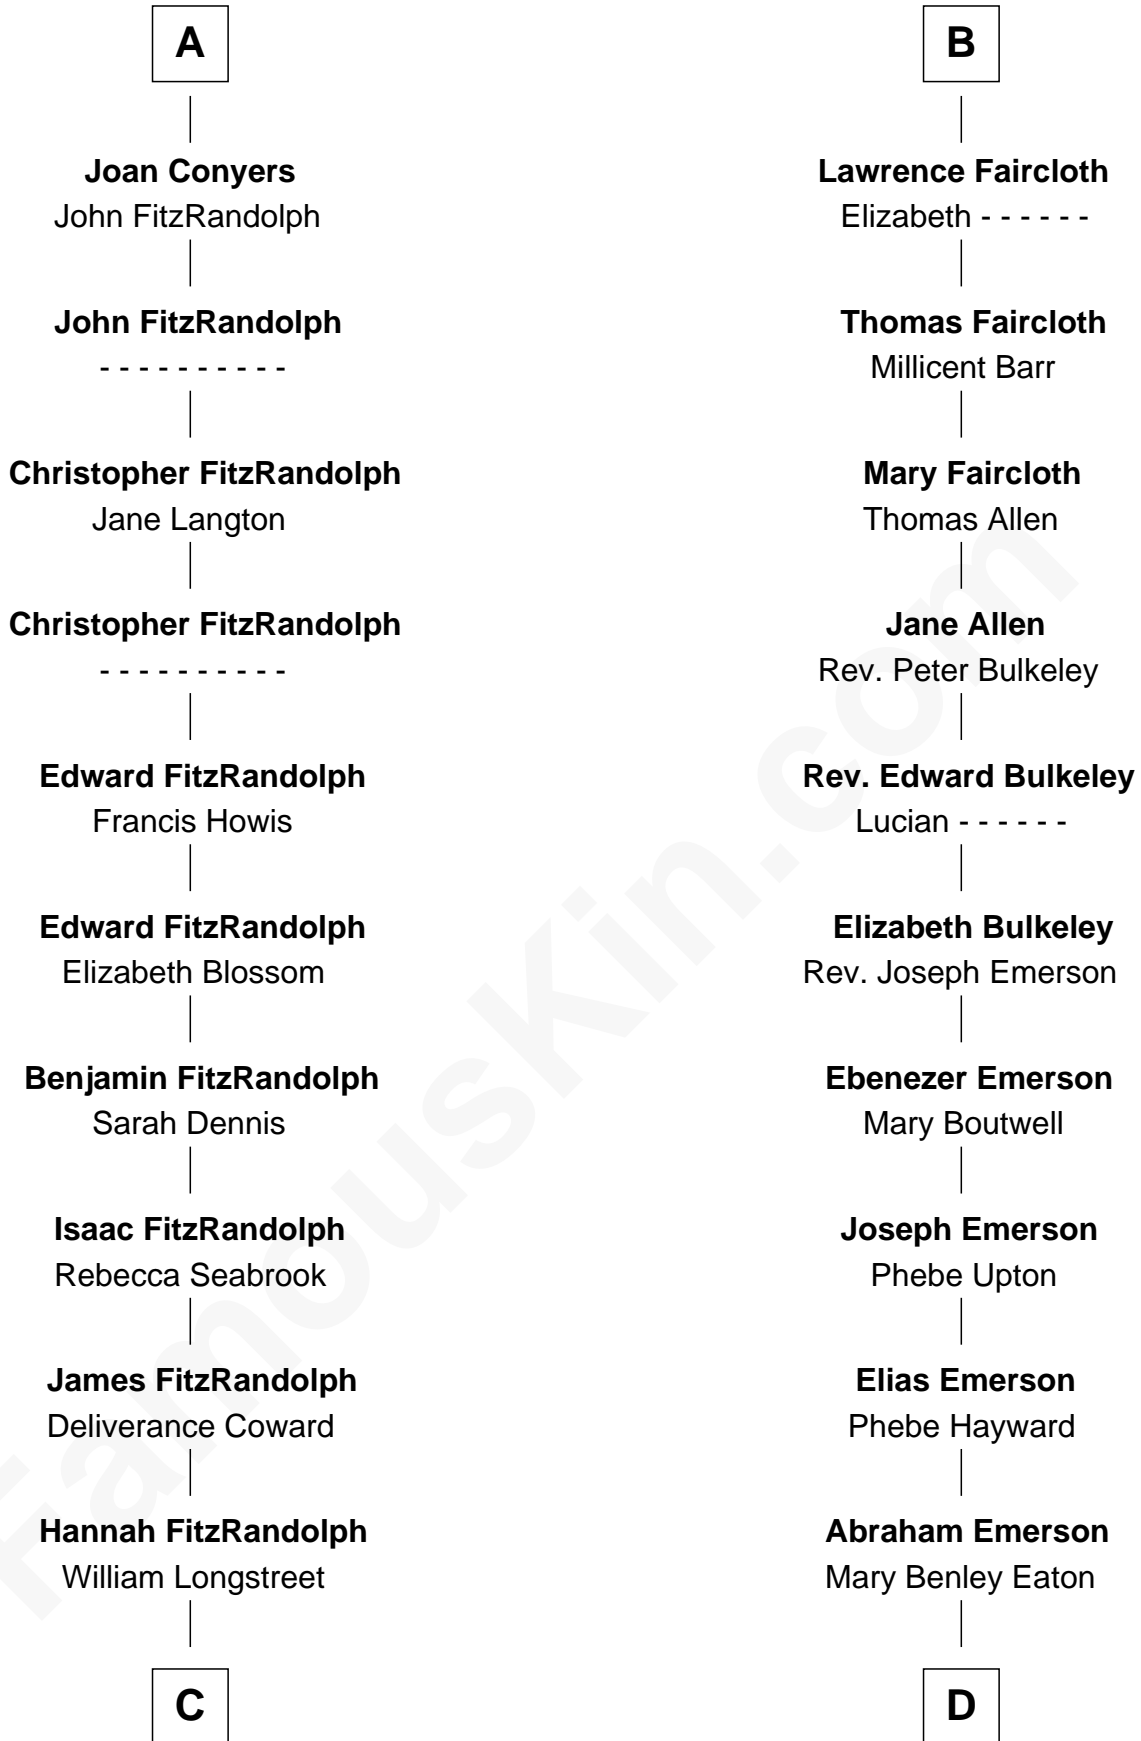 A
Joan Conyers
John FitzRandolph
John FitzRandolph
- - - - - - - - - -
Christopher FitzRandolph
Jane Langton
Christopher FitzRandolph
- - - - - - - - - -
Edward FitzRandolph
Francis Howis
Edward FitzRandolph
Elizabeth Blossom
Benjamin FitzRandolph
Sarah Dennis
Isaac FitzRandolph
Rebecca Seabrook
James FitzRandolph
Deliverance Coward
Hannah FitzRandolph
William Longstreet
C
B
Lawrence Faircloth
Elizabeth - - - - - -
Thomas Faircloth
Millicent Barr
Mary Faircloth
Thomas Allen
Jane Allen
Rev. Peter Bulkeley
Rev. Edward Bulkeley
Lucian - - - - - -
Elizabeth Bulkeley
Rev. Joseph Emerson
Ebenezer Emerson
Mary Boutwell
Joseph Emerson
Phebe Upton
Elias Emerson
Phebe Hayward
Abraham Emerson
Mary Benley Eaton
D
FamousKin.com